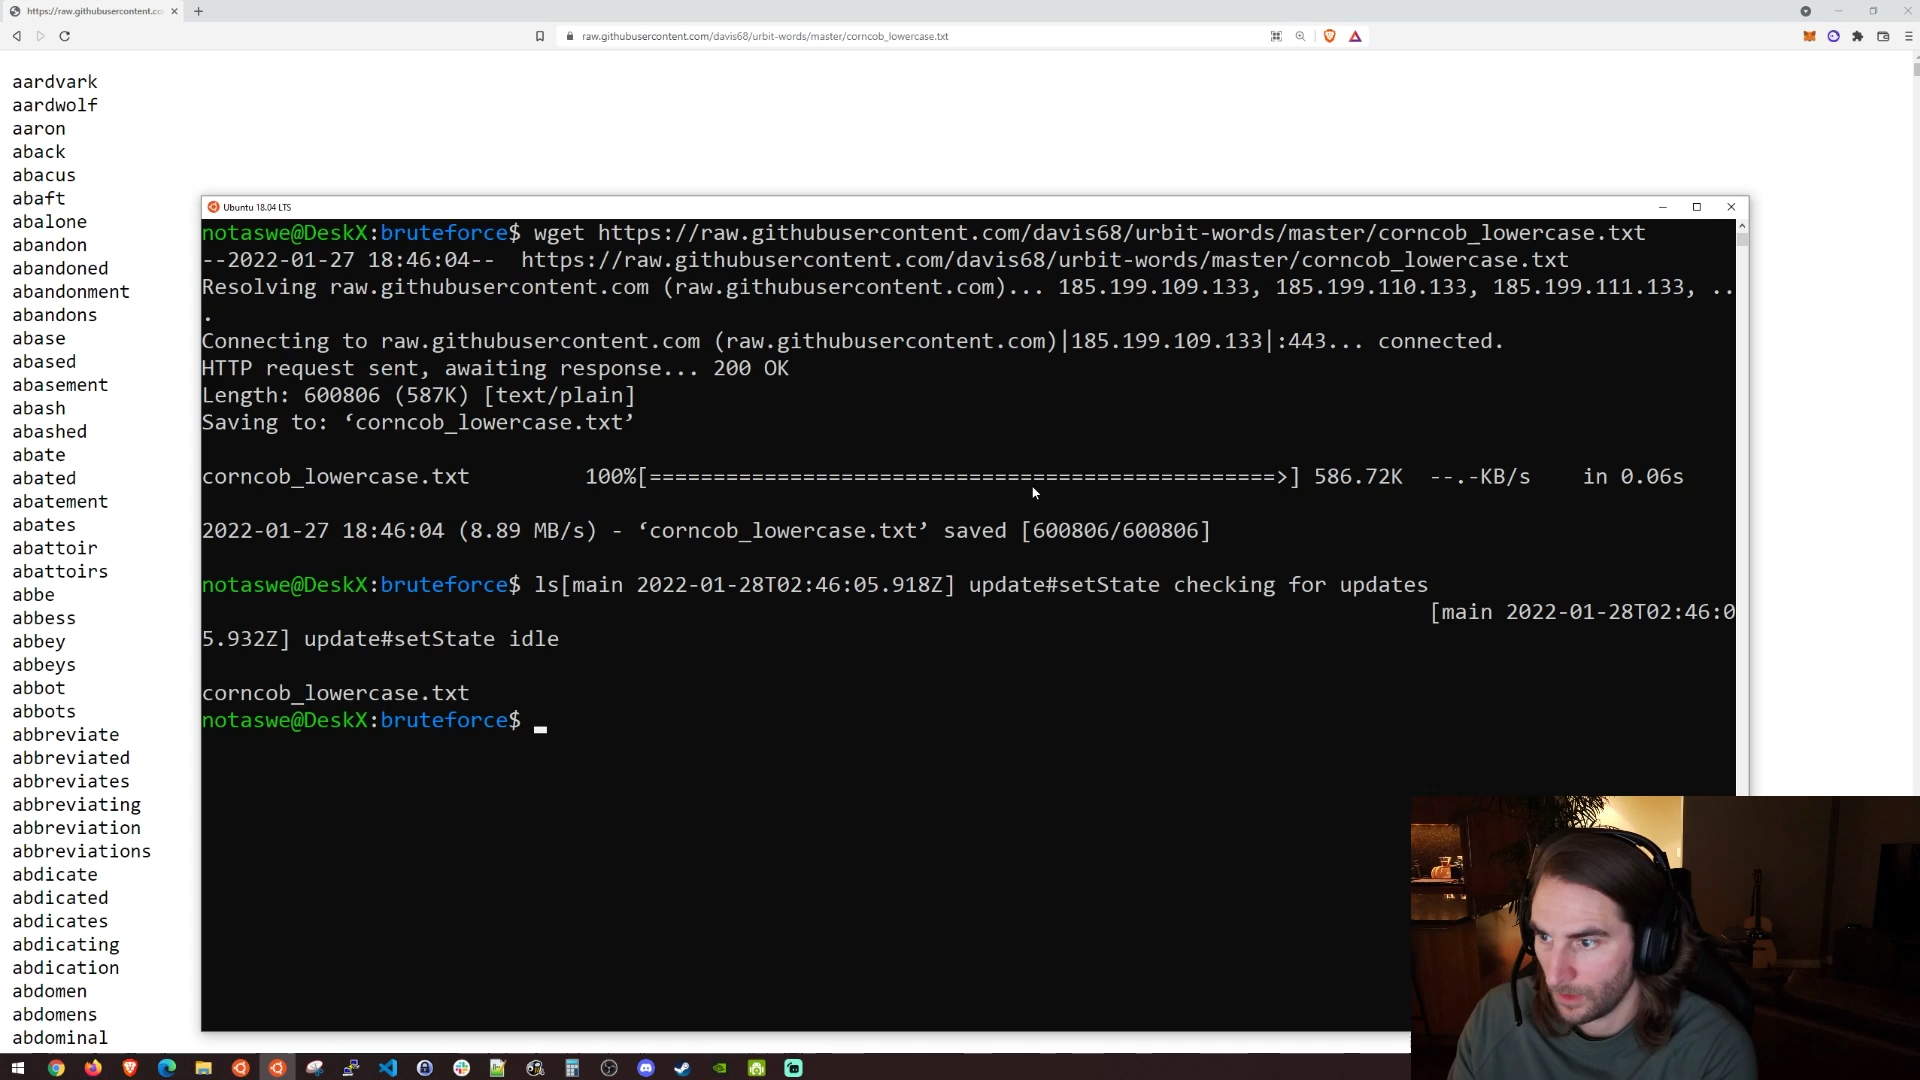 https://raw.githubusercontent.co
raw.githubusercontent.com/davis68/urbit-words/master/corncob_lowercase.txt
aardvark
aardwolf
aaron
aback
abacus
abaft
abalone
abandon
abandoned
abandonment
abandons
abase
abased
abasement
abash
abashed
abate
abated
abatement
abates
abattoir
abattoirs
abbe
abbess
abbey
abbeys
abbot
abbots
abbreviate
abbreviated
abbreviates
abbreviating
abbreviation
abbreviations
abdicate
abdicated
abdicates
abdicating
abdication
abdomen
abdomens
abdominal
Ubuntu 18.04 LTS
notaswe@DeskX:bruteforce$ wget https://raw.githubusercontent.com/davis68/urbit-words/master/corncob_lowercase.txt
--2022-01-27 18:46:04--  https://raw.githubusercontent.com/davis68/urbit-words/master/corncob_lowercase.txt
Resolving raw.githubusercontent.com (raw.githubusercontent.com)... 185.199.109.133, 185.199.110.133, 185.199.111.133, ..
.
Connecting to raw.githubusercontent.com (raw.githubusercontent.com)|185.199.109.133|:443... connected.
HTTP request sent, awaiting response... 200 OK
Length: 600806 (587K) [text/plain]
Saving to: ‘corncob_lowercase.txt’
corncob_lowercase.txt 100%[=================================================>] 586.72K --.-KB/s in 0.06s
2022-01-27 18:46:04 (8.89 MB/s) - ‘corncob_lowercase.txt’ saved [600806/600806]
notaswe@DeskX:bruteforce$ ls[main 2022-01-28T02:46:05.918Z] update#setState checking for updates
[main 2022-01-28T02:46:0
5.932Z] update#setState idle
corncob_lowercase.txt
notaswe@DeskX:bruteforce$